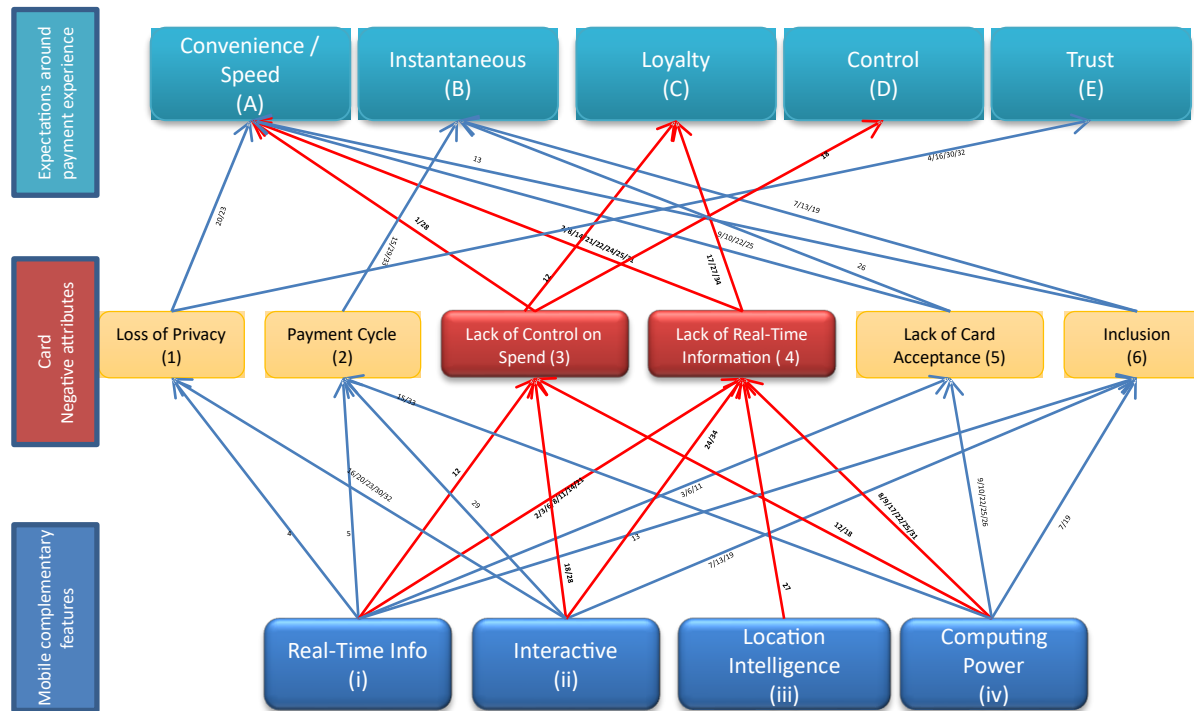 Expectations around
payment experience
Convenience /
Speed
(A)
Instantaneous
(B)
Loyalty
(C)
Control
(D)
Trust
(E)
13
4/16/30/32
18
20/23
7/13/19
1/28
9/10/22/25
15/29/33
12
17/27/34
26
Card
Negative attributes
Loss of Privacy
(1)
Payment Cycle
(2)
Lack of Control on
Spend (3)
Lack of Real-Time
Information ( 4)
Lack of Card
Acceptance (5)
Inclusion
(6)
15/33
24/34
12
16/20/23/30/32
29
2/3/6/8/11/14/21
3/6/11
8/9/17/22/25/31
9/10/22/25/26
7/19
4
5
13
12/18
7/13/19
18/28
27
Mobile complementary
features
Real-Time Info
(i)
Interactive
(ii)
Location
Intelligence
(iii)
Computing
Power
(iv)